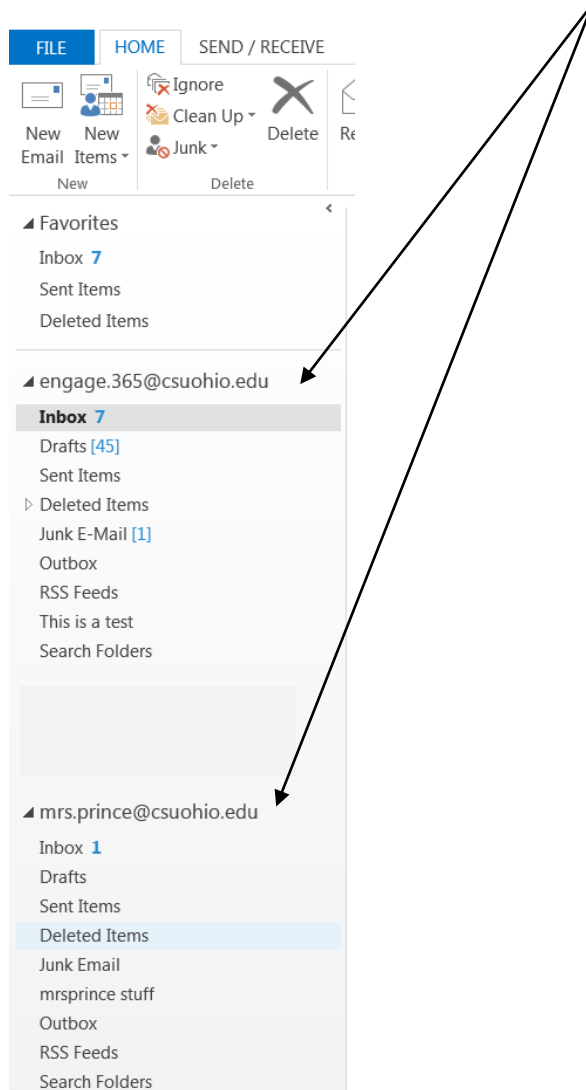 FILE HOME SEND / RECEIVE
Ignore
Clean Up
Junk
New Email
New Items
Delete
Re
New Delete
Favorites
Inbox 7
Sent Items
Deleted Items
engage.365@csuohio.edu
Inbox 7
Drafts [45]
Sent Items
Deleted Items
Junk E-Mail [1]
Outbox
RSS Feeds
This is a test
Search Folders
mrs.prince@csuohio.edu
Inbox 1
Drafts
Sent Items
Deleted Items
Junk Email
mrsprince stuff
Outbox
RSS Feeds
Search Folders